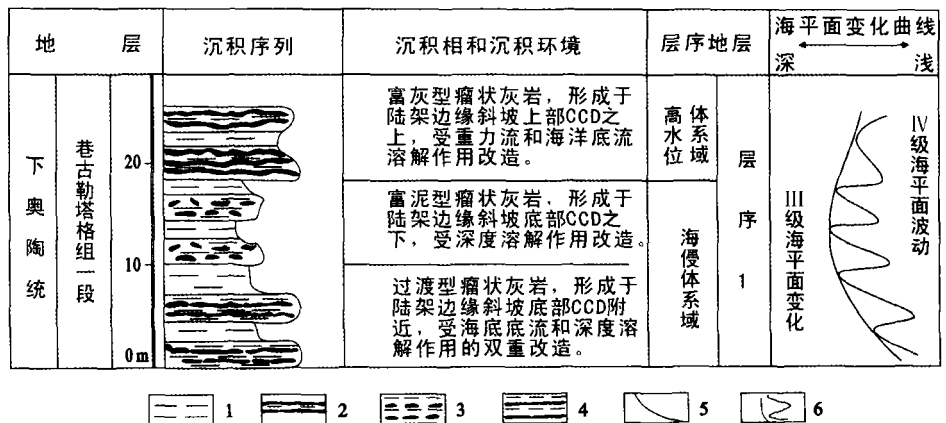 地 层
沉积序列
沉积相和沉积环境
层序地层
海平面变化曲线
深 浅
下奥陶统
巷古勒塔格组一段
20
10
0m
富灰型瘤状灰岩，形成于
陆架边缘斜坡上部CCD之
上，受重力流和海洋底流
溶解作用改造。
富泥型瘤状灰岩，形成于
陆架边缘斜坡底部CCD之
下，受深度溶解作用改造。
过渡型瘤状灰岩，形成于
陆架边缘斜坡底部CCD附
近，受海底底流和深度溶
解作用的双重改造。
高水位
体系域
海侵体系域
层序1
III级海平面变化
IV级海平面波动
1 2 3 4 5 6